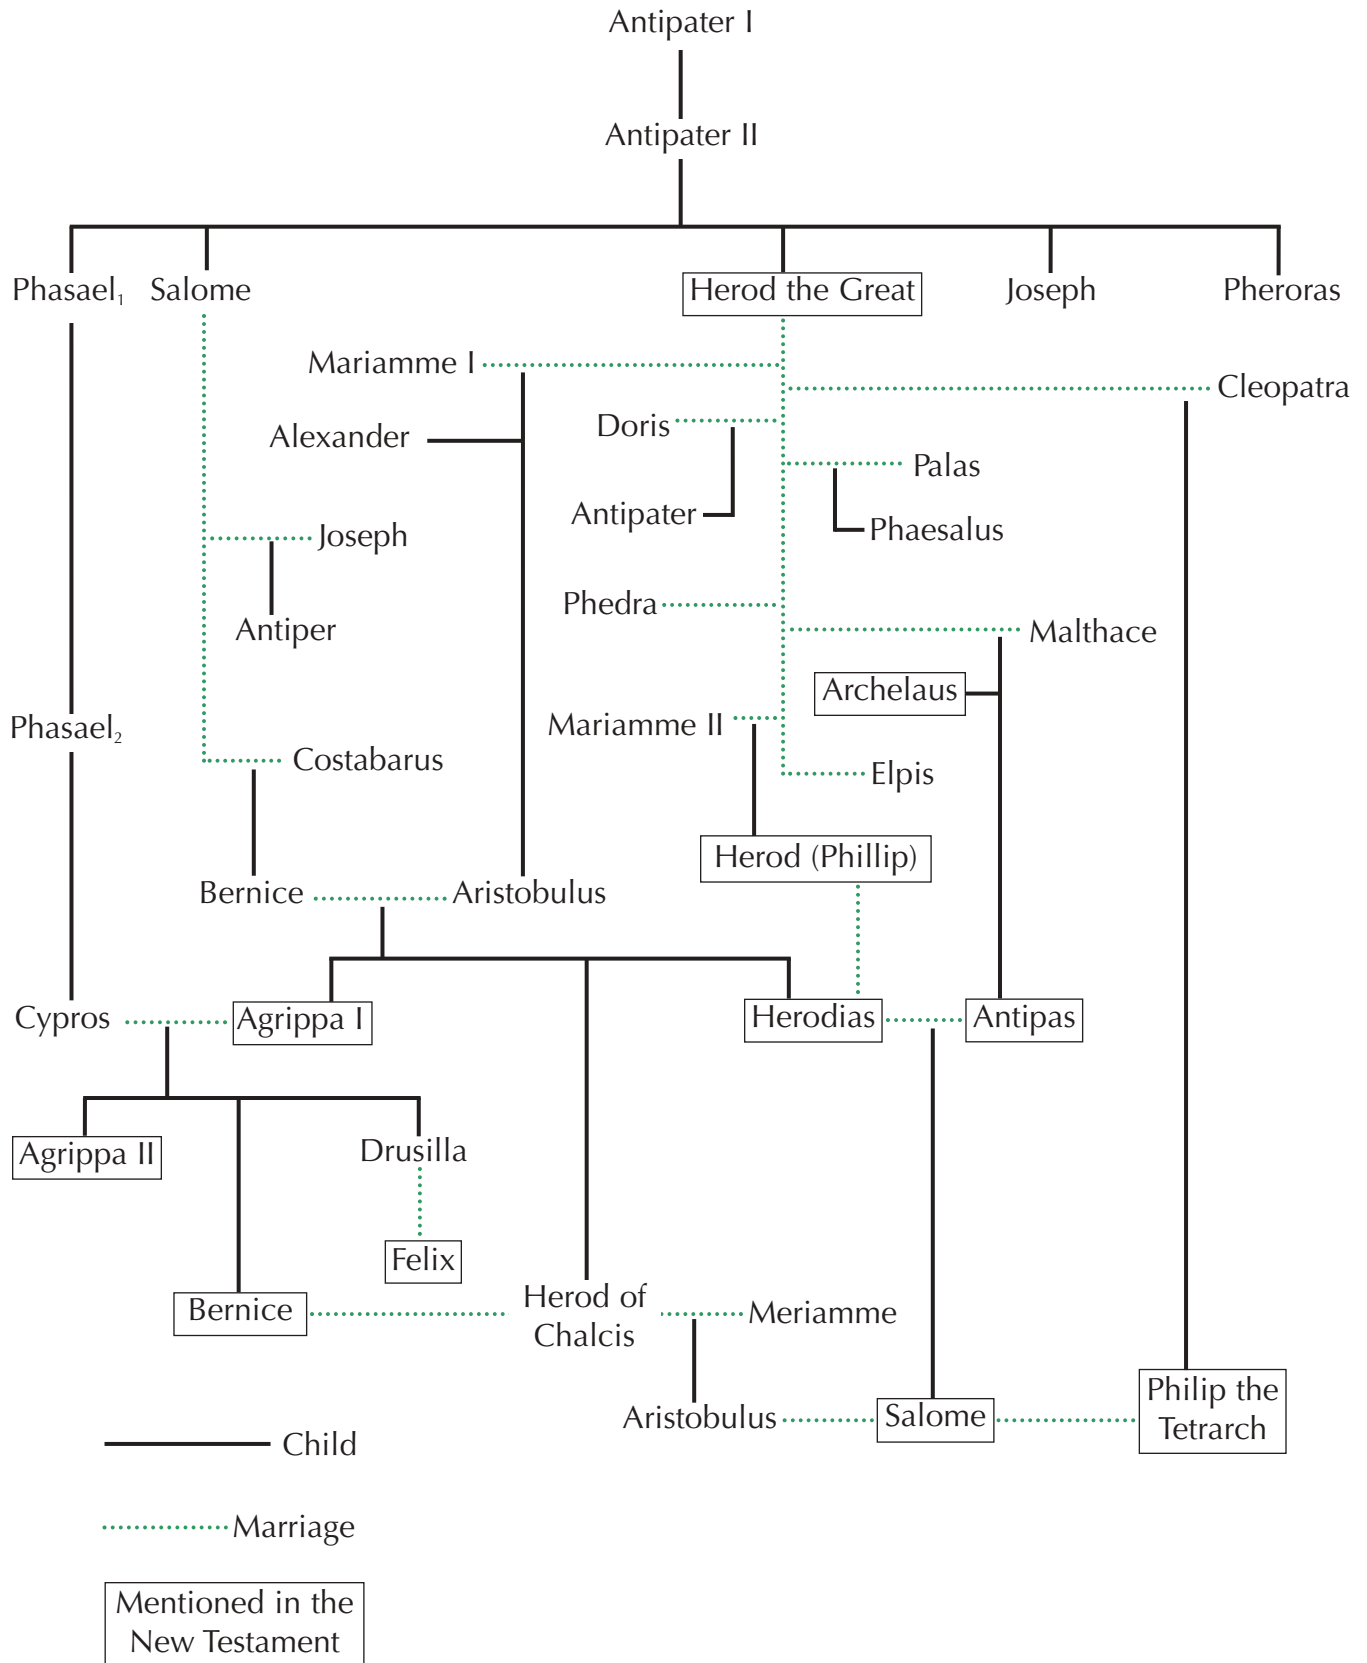 Antipater I
Antipater II
Phasael₁
Salome
Herod the Great
Joseph
Pheroras
Mariamme I
Cleopatra
Doris
Alexander
Palas
Antipater
Phaesalus
Joseph
Phedra
Antiper
Malthace
Archelaus
Phasael₂
Mariamme II
Costabarus
Elpis
Herod (Phillip)
Bernice
Aristobulus
Cypros
Agrippa I
Herodias
Antipas
Agrippa II
Drusilla
Felix
Bernice
Herod of
Chalcis
Meriamme
Aristobulus
Salome
Philip the
Tetrarch
Child
Marriage
Mentioned in the
New Testament